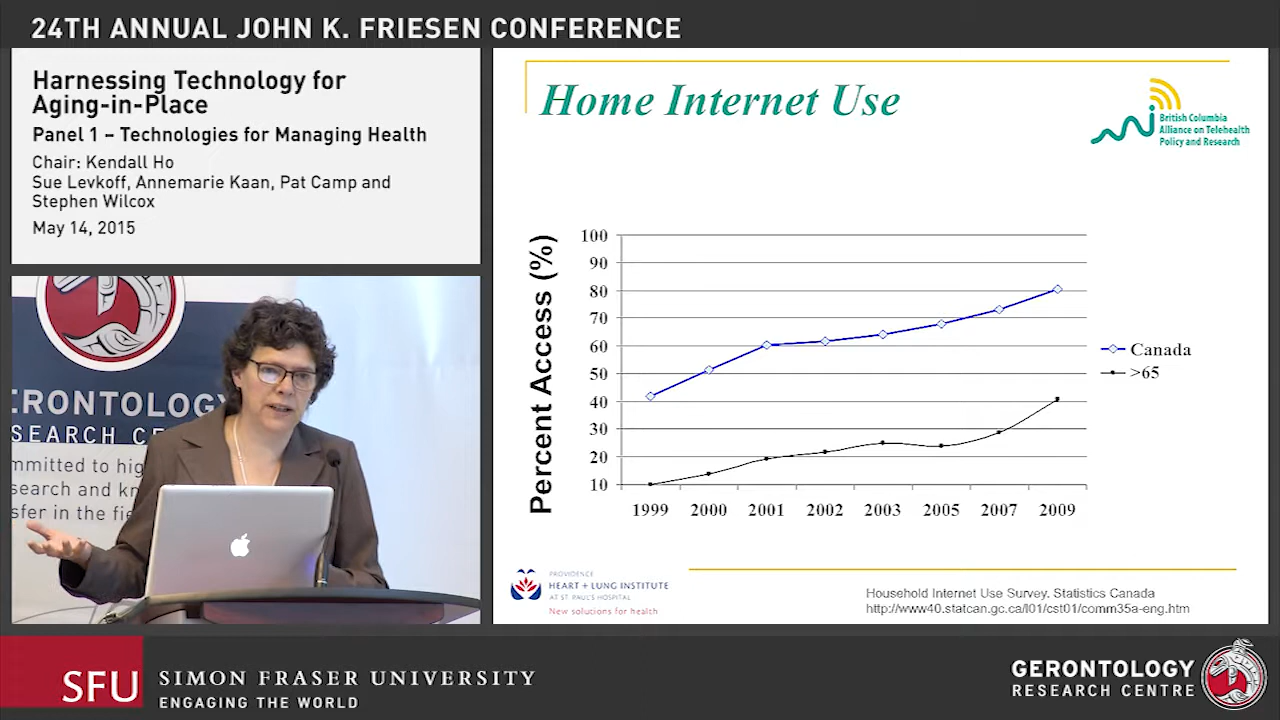 24TH ANNUAL JOHN K. FRIESEN CONFERENCE
Harnessing Technology for
Aging-in-Place
Panel 1 – Technologies for Managing Health
Chair: Kendall Ho
Sue Levkoff, Annemarie Kaan, Pat Camp and
Stephen Wilcox
May 14, 2015
Home Internet Use
British Columbia
Alliance on Telehealth
Policy and Research
Percent Access (%)
100
90
80
70
60
50
40
30
20
10
1999 2000 2001 2002 2003 2005 2007 2009
Canada
>65
PROVIDENCE
HEART + LUNG INSTITUTE
AT ST. PAUL'S HOSPITAL
New solutions for health
Household Internet Use Survey. Statistics Canada
http://www40.statcan.gc.ca/l01/cst01/comm35a-eng.htm
ERONTOLOGY
SEARCH CE
mmitted to hig
search and kn
sfer in the fie
SFU
SIMON FRASER UNIVERSITY
ENGAGING THE WORLD
GERONTOLOGY
RESEARCH CENTRE